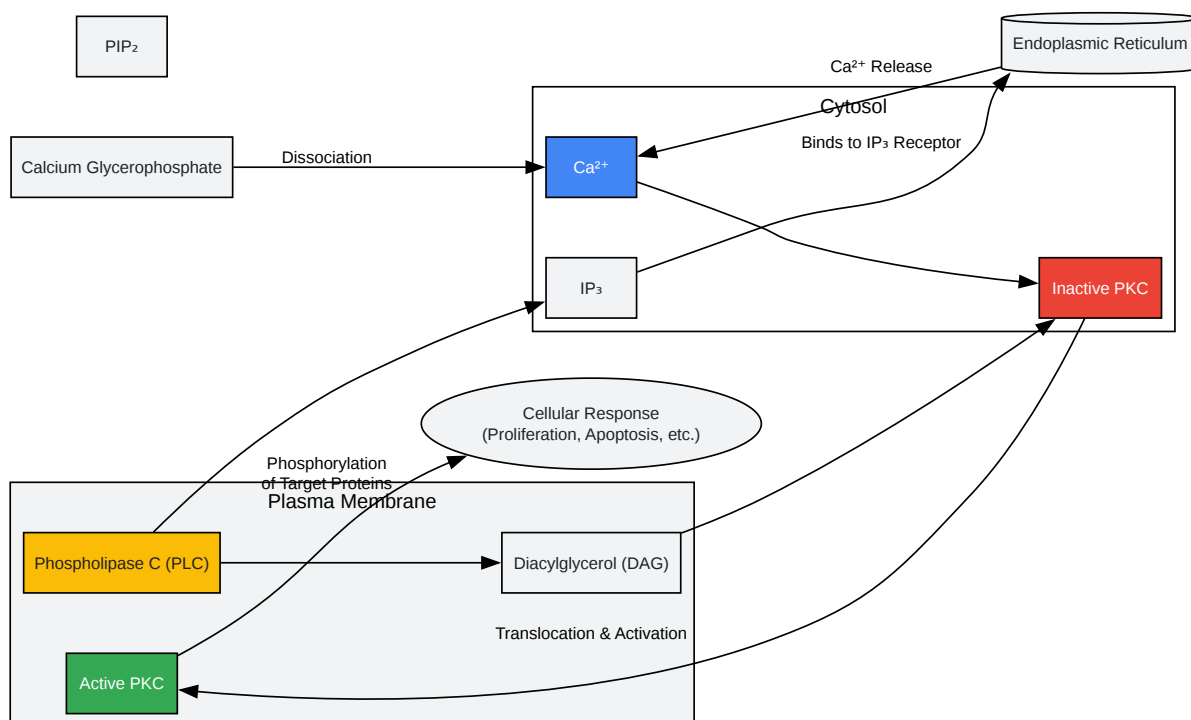 PIP₂
Endoplasmic Reticulum
Ca²⁺ Release
Cytosol
Binds to IP₃ Receptor
Calcium Glycerophosphate
Dissociation
Ca²⁺
IP₃
Inactive PKC
Cellular Response
(Proliferation, Apoptosis, etc.)
Phosphorylation
of Target Proteins
Plasma Membrane
Phospholipase C (PLC)
Diacylglycerol (DAG)
Translocation & Activation
Active PKC